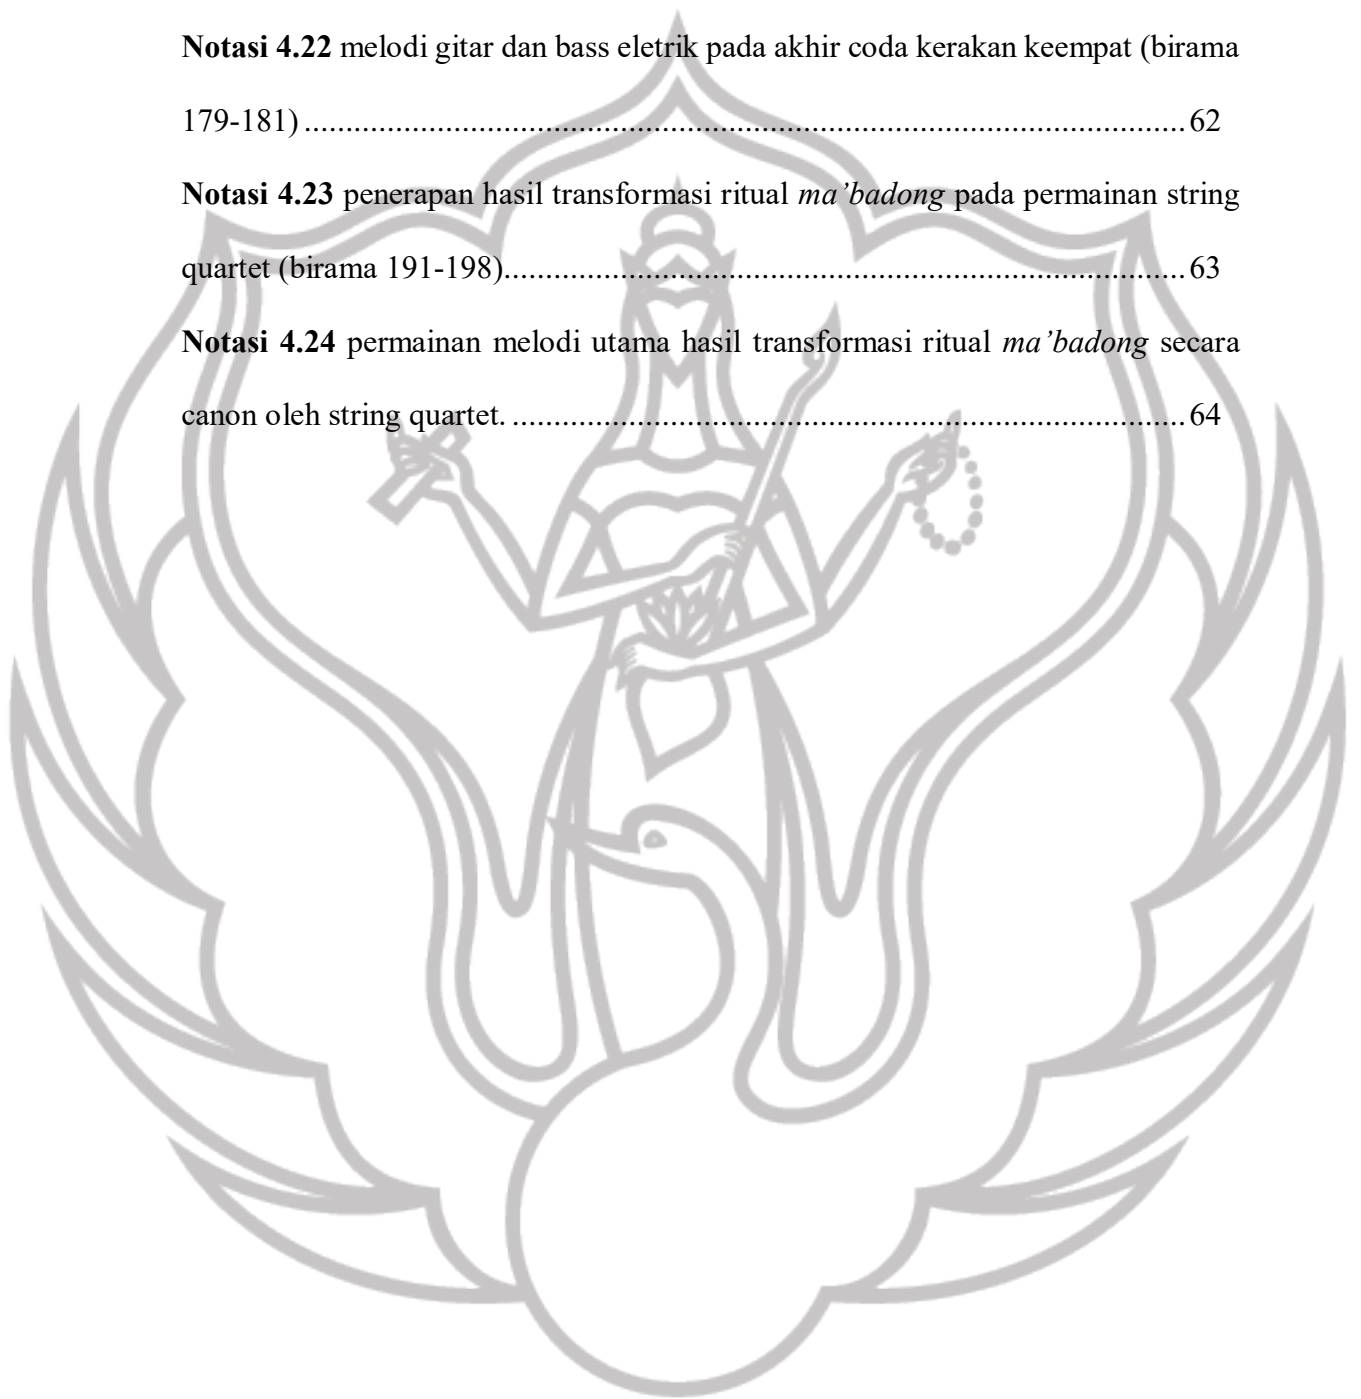 Notasi 4.22 melodi gitar dan bass eletrik pada akhir coda kerakan keempat (birama
179-181) ........................................................................................ 62
Notasi 4.23 penerapan hasil transformasi ritual ma’badong pada permainan string
quartet (birama 191-198).................................................................... 63
Notasi 4.24 permainan melodi utama hasil transformasi ritual ma’badong secara
canon oleh string quartet. ................................................................... 64